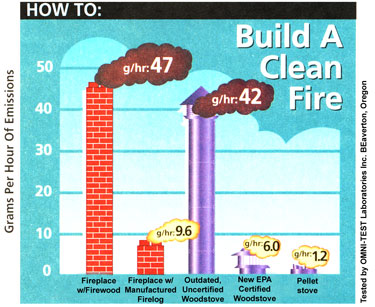 HOW TO:
Build A
Clean
Fire
Grams Per Hour Of Emissions
50
40
30
20
10
0
g/hr:47
g/hr:9.6
g/hr:42
g/hr:6.0
g/hr:1.2
Fireplace
w/Firewood
Fireplace w/
Manufactured
Firelog
Outdated,
Uncertified
Woodstove
New EPA
Certified
Woodstove
Pellet
stove
Tested by OMNI-TEST Laboratories Inc. BEaverton, Oregon